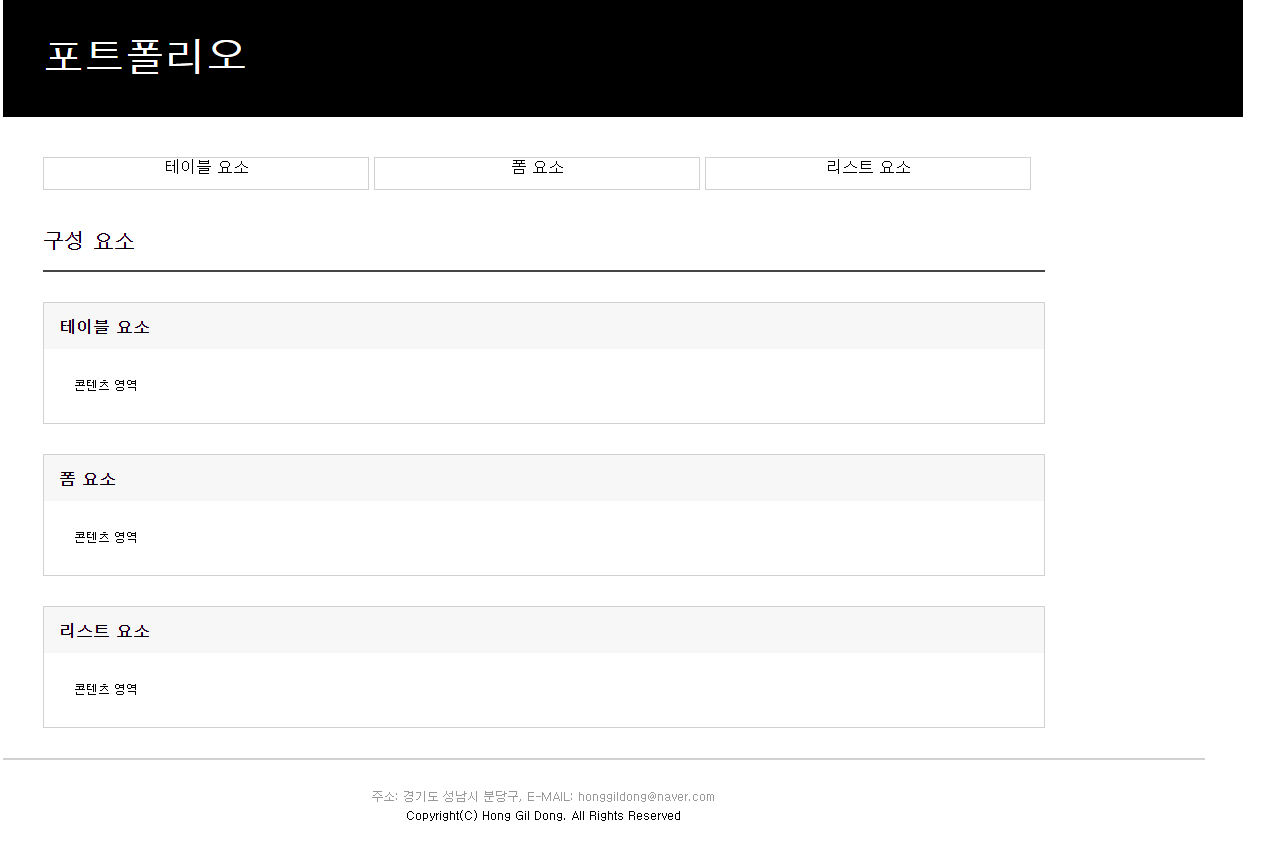 포트폴리오
테이블 요소 폼 요소 리스트 요소
구성 요소
테이블 요소
콘텐츠 영역
폼 요소
콘텐츠 영역
리스트 요소
콘텐츠 영역
주소: 경기도 성남시 분당구, E-MAIL: honggildong@naver.com
Copyright(C) Hong Gil Dong. All Rights Reserved